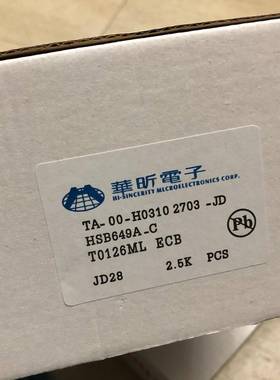 華昕電子
HI-SINCERITY MICROELECTRONICS CORP.
TA-00-H0310 2703 -JD
HSB649A-C
Pb
T0126ML ECB
JD28 2.5K PCS